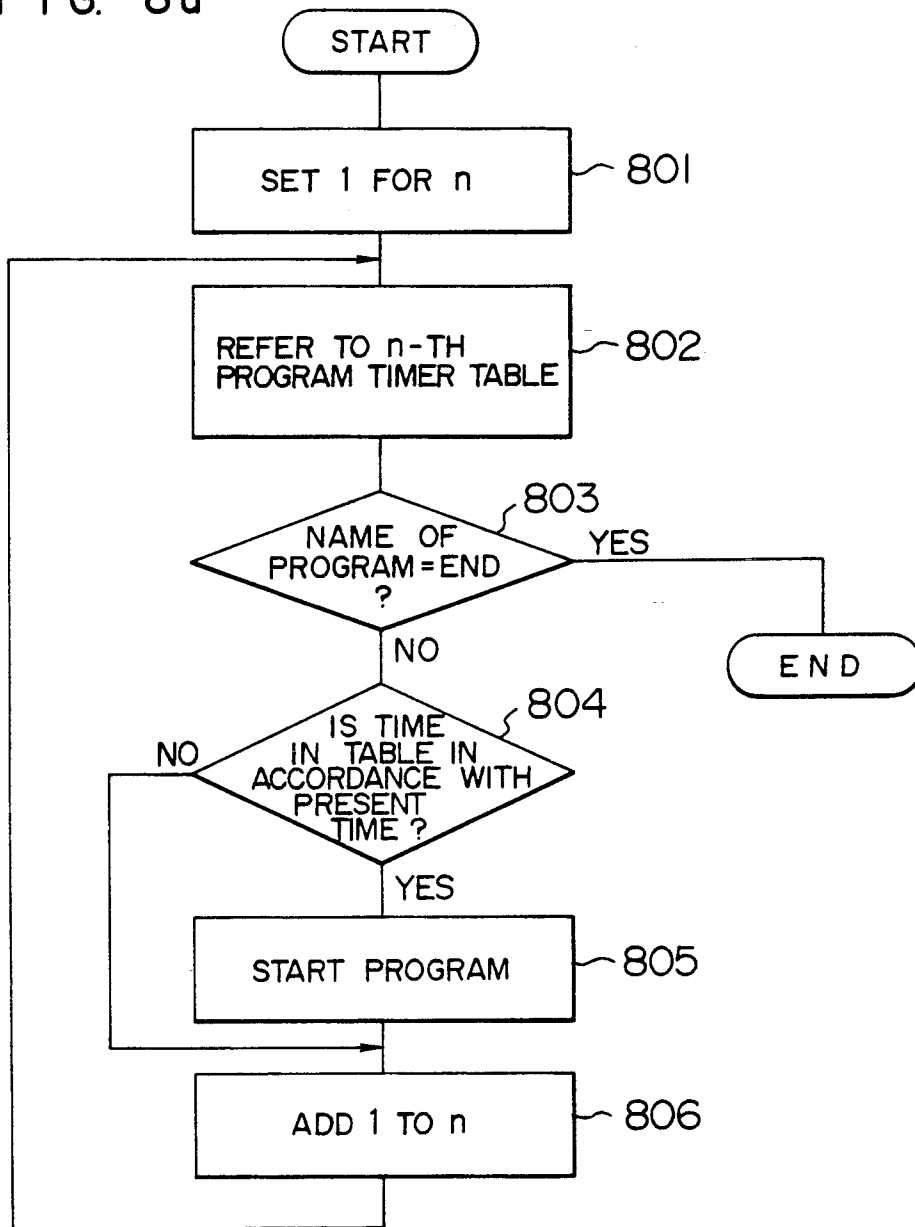 FIG. 8a
START
SET 1 FOR n
801
REFER TO n-TH
PROGRAM TIMER TABLE
802
803
NAME OF
PROGRAM=END
?
YES
END
NO
804
IS TIME
IN TABLE IN
ACCORDANCE WITH
PRESENT
TIME ?
NO
YES
START PROGRAM
805
ADD 1 TO n
806